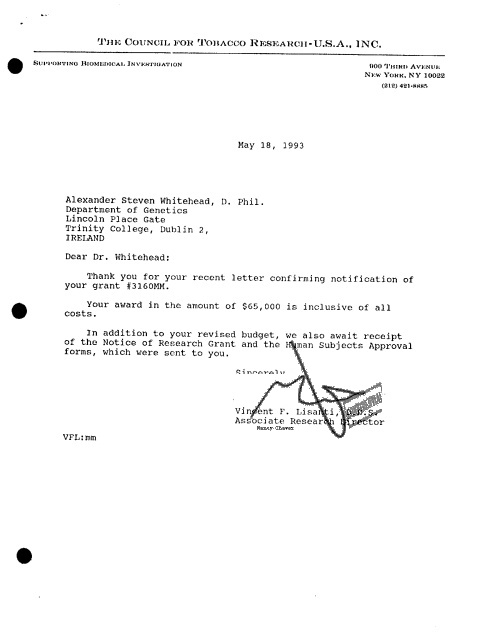 THE COUNCIL FOR TOBACCO RESEARCH-U.S.A., INC.
SUPPORTING BIOMEDICAL INVESTIGATION
900 THIRD AVENUE
NEW YORK, NY 10022
(212) 421-8885
May 18, 1993
Alexander Steven Whitehead, D. Phil.
Department of Genetics
Lincoln Place Gate
Trinity College, Dublin 2,
IRELAND
Dear Dr. Whitehead:
Thank you for your recent letter confirming notification of
your grant #3160MM.
Your award in the amount of $65,000 is inclusive of all
costs.
In addition to your revised budget, we also await receipt
of the Notice of Research Grant and the Human Subjects Approval
forms, which were sent to you.
Sincerely
Vincent F. Lisanti, D.D.S.
Associate Research Director
VFL:mm